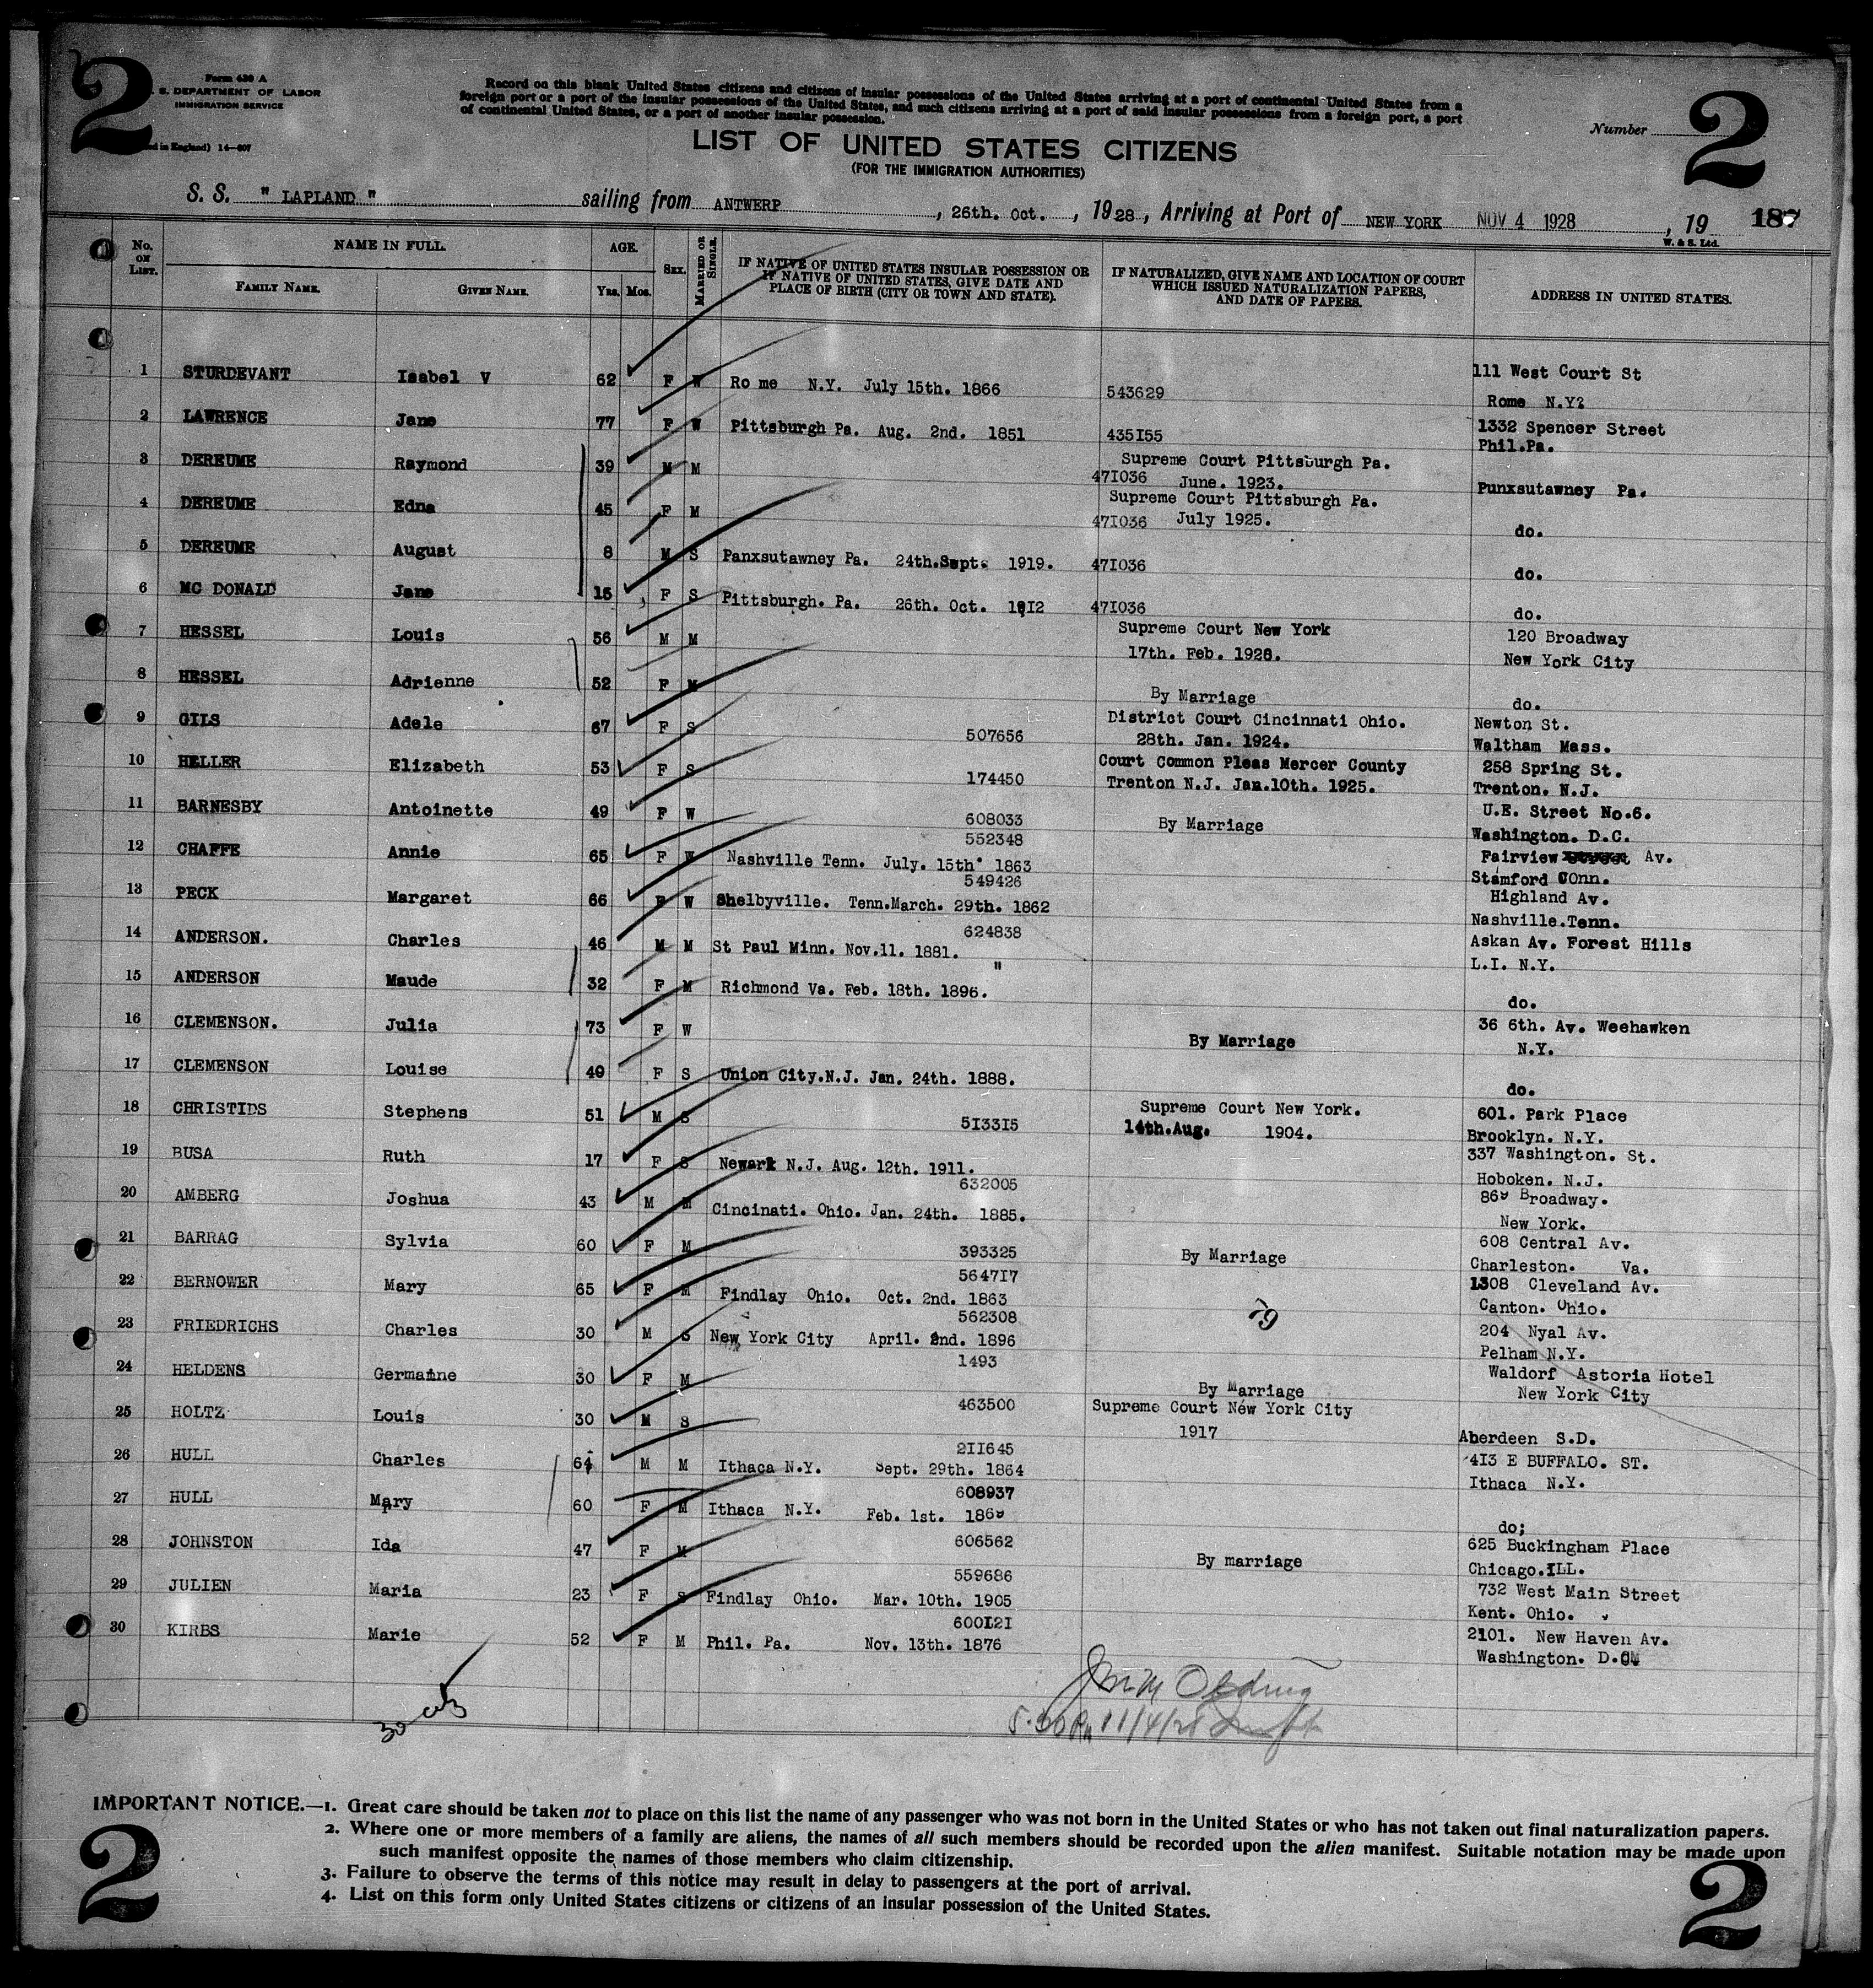 2 2
Form 630 A
S. DEPARTMENT OF LABOR
IMMIGRATION SERVICE
d in England) 14-607
Record on this blank United States citizens and citizens of insular possessions of the United States arriving at a port of continental United States from a
foreign port or a port of the insular possessions of the United States, and such citizens arriving at a port of said insular possessions from a foreign port, a port
of continental United States, or a port of another insular possession.
Number
LIST OF UNITED STATES CITIZENS
(FOR THE IMMIGRATION AUTHORITIES)
S. S. " LAPLAND " sailing from ANTWERP , 26th. Oct. , 1928, Arriving at Port of NEW YORK NOV 4 1928 , 19 187
W. & S. Ltd.
No. ON LIST. NAME IN FULL. FAMILY NAME. GIVEN NAME. AGE. Yrs. Mos. SEX. MARRIED OR SINGLE. IF NATIVE OF UNITED STATES INSULAR POSSESSION OR IF NATIVE OF UNITED STATES, GIVE DATE AND PLACE OF BIRTH (CITY OR TOWN AND STATE). IF NATURALIZED, GIVE NAME AND LOCATION OF COURT WHICH ISSUED NATURALIZATION PAPERS, AND DATE OF PAPERS. ADDRESS IN UNITED STATES.
1 STURDEVANT Isabel V 62 F W Ro me N.Y. July 15th. 1866 543629 111 West Court St
Rome N.Y?
2 LAWRENCE Jane 77 F W Pittsburgh Pa. Aug. 2nd. 1851 435I55 1332 Spencer Street
Phil.Pa.
3 DEREUME Raymond 39 M M Supreme Court Pittsburgh Pa.
47I036 June. 1923. Punxsutawney Pa.
4 DEREUME Edna 45 F M Supreme Court Pittsburgh Pa.
47I036 July 1925. do.
5 DEREUME August 8 M S Panxsutawney Pa. 24th.Sept. 1919. 47I036 do.
6 MC DONALD Jane 15 F S Pittsburgh. Pa. 26th. Oct. 1912 47I036 do.
7 HESSEL Louis 56 M M Supreme Court New York 120 Broadway
17th. Feb. 1926. New York City
8 HESSEL Adrienne 52 F M By Marriage do.
9 GILS Adele 67 F S District Court Cincinnati Ohio. Newton St.
507656 28th. Jan. 1924. Waltham Mass.
10 HELLER Elizabeth 53 F S Court Common Pleas Mercer County 258 Spring St.
174450 Trenton N.J. Jan.10th. 1925. Trenton. N.J.
11 BARNESBY Antoinette 49 F W 608033 By Marriage U.E. Street No.6.
Washington. D.C.
12 CHAFFE Annie 65 F W 552348 Nashville Tenn. July. 15th. 1863 Fairview Av.
Stamford COnn.
13 PECK Margaret 66 F W 549426 Shelbyville. Tenn.March. 29th. 1862 Highland Av.
Nashville.Tenn.
14 ANDERSON. Charles 46 M M 624838 St Paul Minn. Nov.11. 1881. Askan Av. Forest Hills
L.I. N.Y.
15 ANDERSON Maude 32 F M " Richmond Va. Feb. 18th. 1896. do.
16 CLEMENSON. Julia 73 F W By Marriage 36 6th. Av. Weehawken
N.Y.
17 CLEMENSON Louise 40 F S Union City.N.J. Jan. 24th. 1888. do.
18 CHRISTIDS Stephens 51 M S 5I33I5 Supreme Court New York. 601. Park Place
14th.Aug. 1904. Brooklyn. N.Y.
19 BUSA Ruth 17 F S Newark N.J. Aug. 12th. 1911. 337 Washington. St.
Hoboken. N.J.
20 AMBERG Joshua 43 M M 632005 Cincinati. Ohio. Jan. 24th. 1885. 869 Broadway.
New York.
21 BARRAG Sylvia 60 F M 393325 By Marriage 608 Central Av.
Charleston. Va.
22 BERNOWER Mary 65 F M 5647I7 Findlay Ohio. Oct. 2nd. 1863 1308 Cleveland Av.
Canton. Ohio.
23 FRIEDRICHS Charles 30 M S 562308 New York City April. 2nd. 1896 204 Nyal Av.
Pelham N.Y.
24 HELDENS Germaine 30 F M 1493 By Marriage Waldorf Astoria Hotel
New York City
25 HOLTZ Louis 30 M S 463500 Supreme Court New York City
1917 Aberdeen S.D.
26 HULL Charles 64 M M 2II645 Ithaca N.Y. Sept. 29th. 1864 4I3 E BUFFALO. ST.
Ithaca N.Y.
27 HULL Mary 60 F M 608937 Ithaca N.Y. Feb. 1st. 1869 do;
28 JOHNSTON Ida 47 F M 606562 By marriage 625 Buckingham Place
Chicago.ILL.
29 JULIEN Maria 23 F S 559686 Findlay Ohio. Mar. 10th. 1905 732 West Main Street
Kent. Ohio.
30 KIRBS Marie 52 F M 600I2I Phil. Pa. Nov. 13th. 1876 2101. New Haven Av.
Washington. D.C.
30
5.30 Pm 11/4/28
IMPORTANT NOTICE.—1. Great care should be taken not to place on this list the name of any passenger who was not born in the United States or who has not taken out final naturalization papers.
2. Where one or more members of a family are aliens, the names of all such members should be recorded upon the alien manifest. Suitable notation may be made upon
such manifest opposite the names of those members who claim citizenship.
3. Failure to observe the terms of this notice may result in delay to passengers at the port of arrival.
4. List on this form only United States citizens or citizens of an insular possession of the United States.
2 2